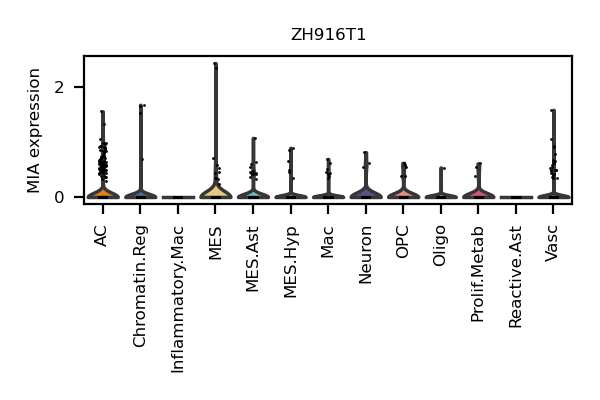 ZH916T1
MIA expression
2
0
AC
Chromatin.Reg
Inflammatory.Mac
MES
MES.Ast
MES.Hyp
Mac
Neuron
OPC
Oligo
Prolif.Metab
Reactive.Ast
Vasc